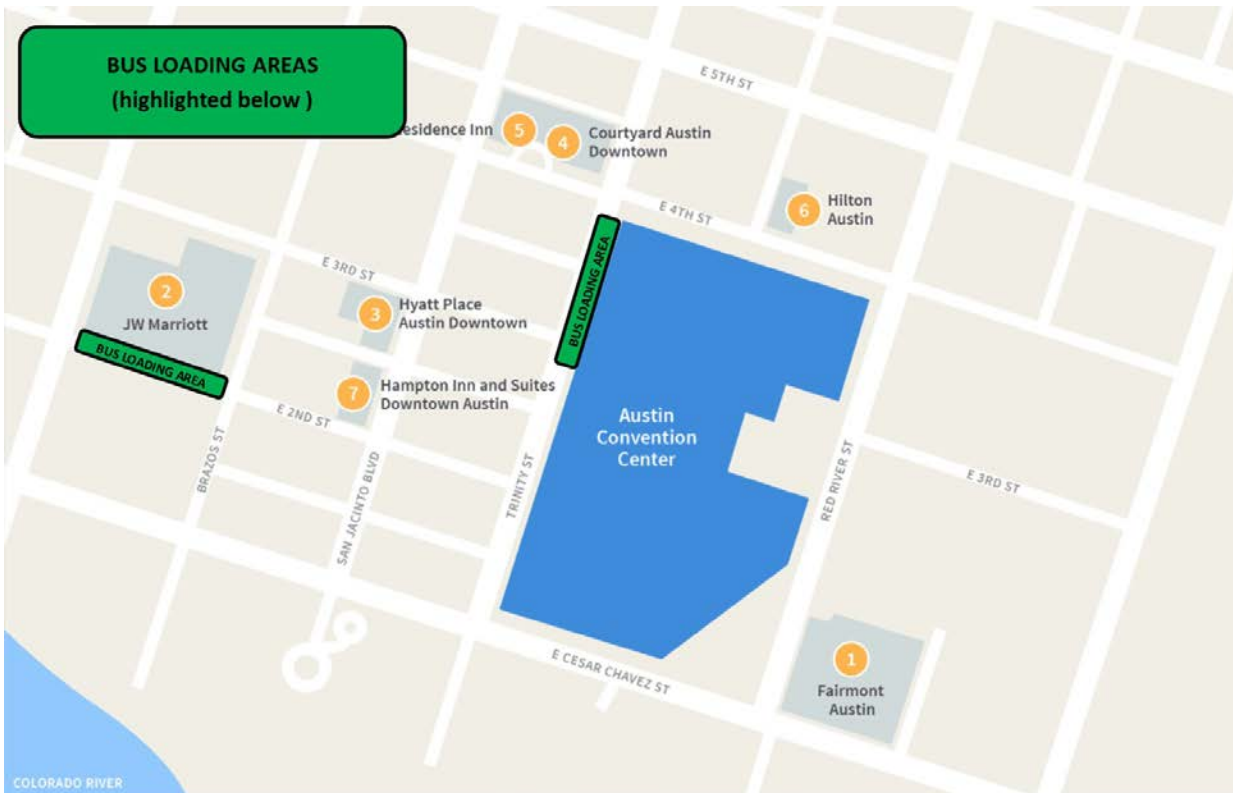 BUS LOADING AREAS
(highlighted below )
E 5TH ST
esidence Inn
5
4
Courtyard Austin
Downtown
6
Hilton
Austin
E 4TH ST
BUS LOADING AREA
E 3RD ST
2
JW Marriott
3
Hyatt Place
Austin Downtown
BUS LOADING AREA
7
Hampton Inn and Suites
Downtown Austin
E 2ND ST
Austin
Convention
Center
BRAZOS ST
SAN JACINTO BLVD
TRINITY ST
RED RIVER ST
E 3RD ST
E CESAR CHAVEZ ST
1
Fairmont
Austin
COLORADO RIVER